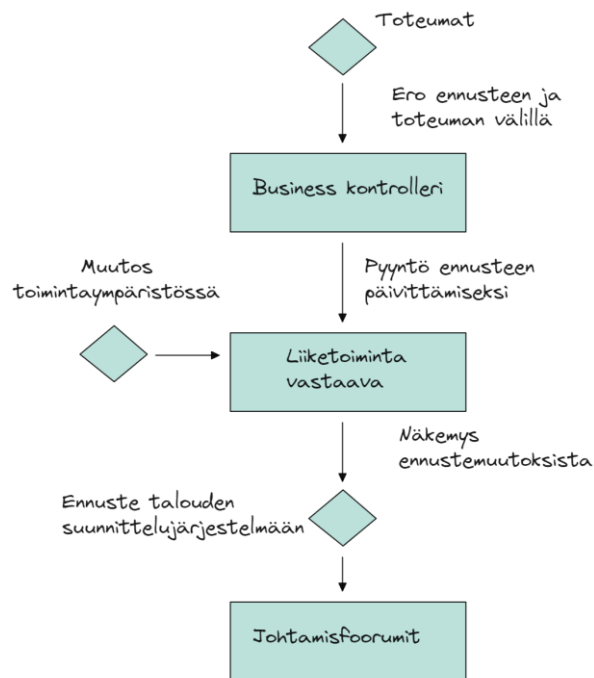 Toteumat
Ero ennusteen ja
toteuman välillä
Business kontrolleri
Muutos
toimintaympäristössä
Pyyntö ennusteen
päivittämiseksi
Liiketoiminta
vastaava
Näkemys
ennustemuutoksista
Ennuste talouden
suunnittelujärjestelmään
Johtamisfoorumit